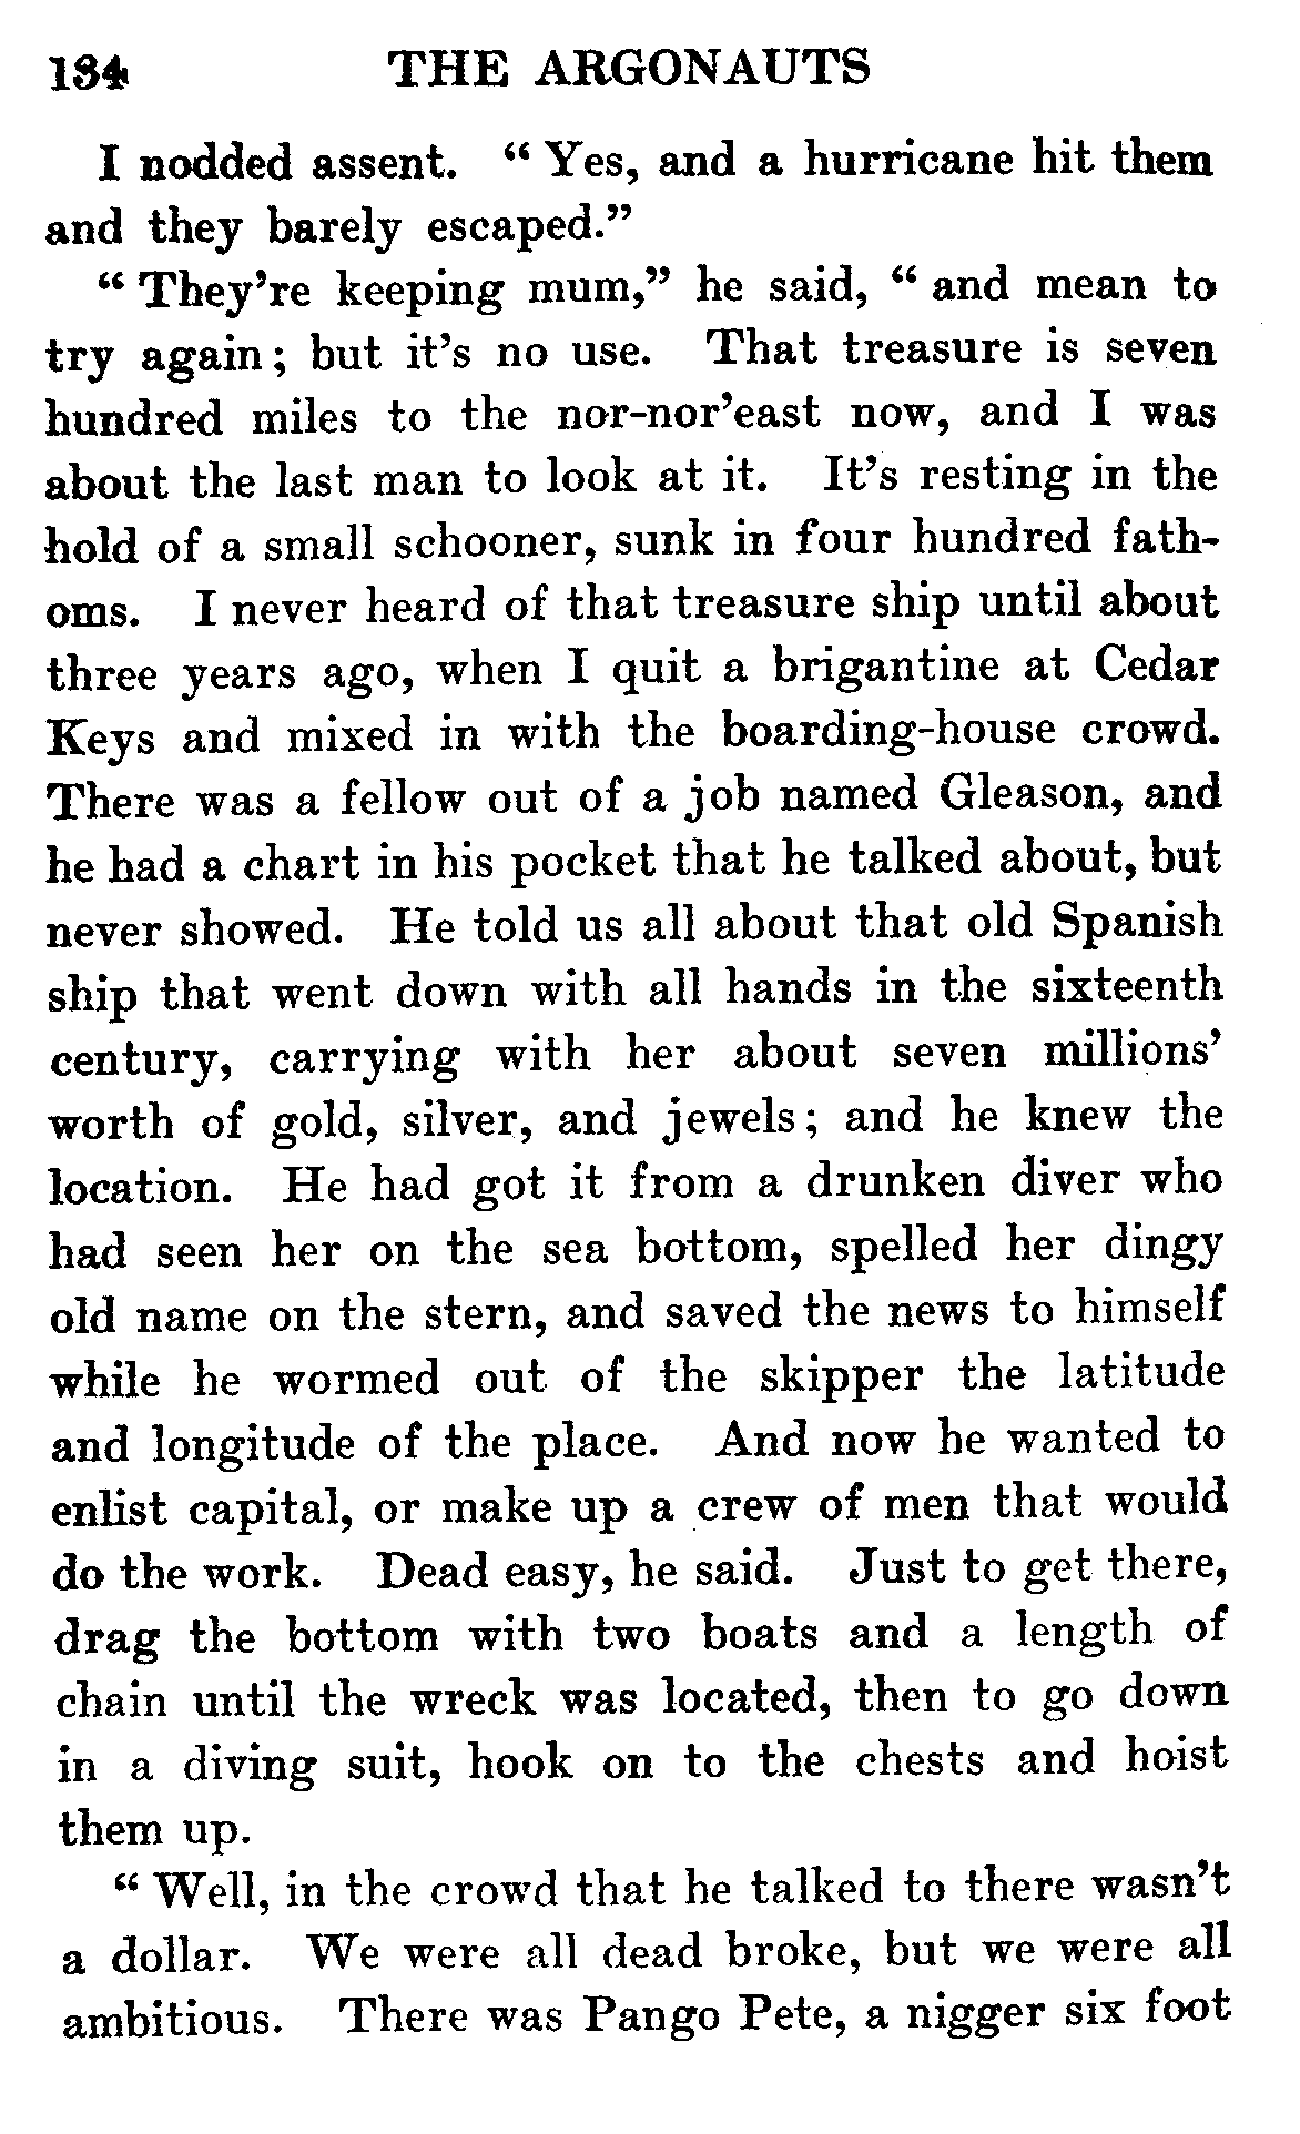 134 THE ARGONAUTS
I nodded assent. “ Yes, and a hurricane hit them
and they barely escaped.”
“ They’re keeping mum,” he said, “ and mean to
try again ; but it’s no use. That treasure is seven
hundred miles to the nor-nor’east now, and I was
about the last man to look at it. It’s resting in the
hold of a small schooner, sunk in four hundred fath-
oms. I never heard of that treasure ship until about
three years ago, when I quit a brigantine at Cedar
Keys and mixed in with the boarding-house crowd.
There was a fellow out of a job named Gleason, and
he had a chart in his pocket that he talked about, but
never showed. He told us all about that old Spanish
ship that went down with all hands in the sixteenth
century, carrying with her about seven millions’
worth of gold, silver, and jewels ; and he knew the
location. He had got it from a drunken diver who
had seen her on the sea bottom, spelled her dingy
old name on the stern, and saved the news to himself
while he wormed out of the skipper the latitude
and longitude of the place. And now he wanted to
enlist capital, or make up a crew of men that would
do the work. Dead easy, he said. Just to get there,
drag the bottom with two boats and a length of
chain until the wreck was located, then to go down
in a diving suit, hook on to the chests and hoist
them up.
“ Well, in the crowd that he talked to there wasn’t
a dollar. We were all dead broke, but we were all
ambitious. There was Pango Pete, a nigger six foot